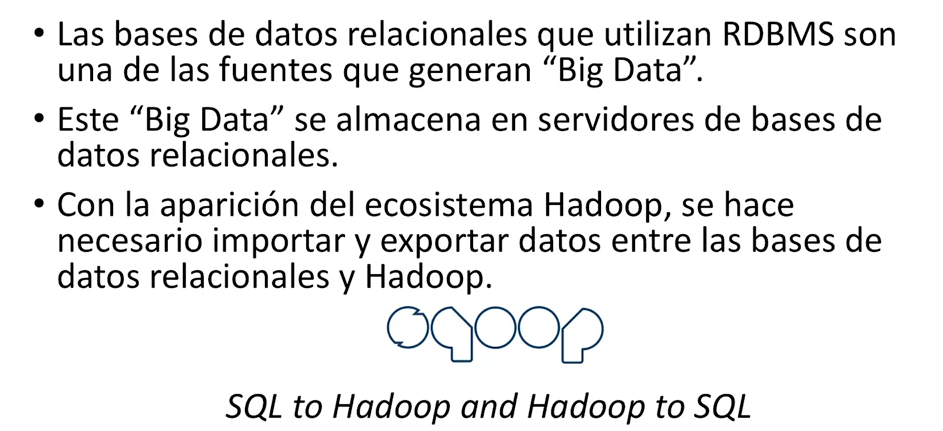 • Las bases de datos relacionales que utilizan RDBMS son
una de las fuentes que generan “Big Data”.
• Este “Big Data” se almacena en servidores de bases de
datos relacionales.
• Con la aparición del ecosistema Hadoop, se hace
necesario importar y exportar datos entre las bases de
datos relacionales y Hadoop.
sqoop
SQL to Hadoop and Hadoop to SQL